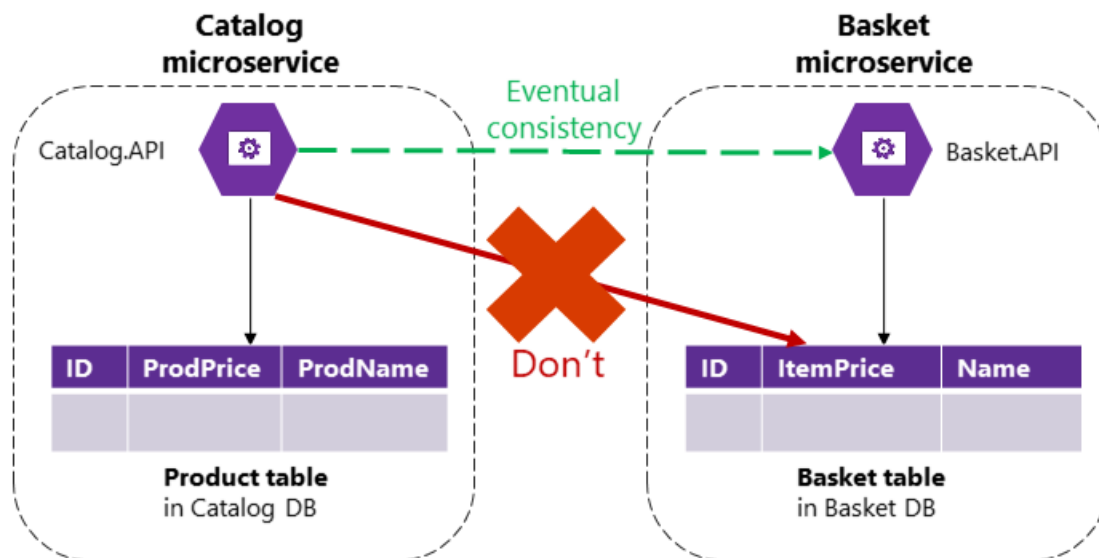 Catalog
microservice
Basket
microservice
Eventual
consistency
Catalog.API
Basket.API
Don't
ID ProdPrice ProdName
ID ItemPrice Name
Product table
in Catalog DB
Basket table
in Basket DB